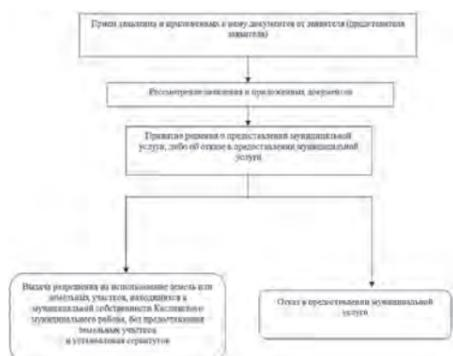 Прием заявления и приложенных к нему документов от заявителя (представителя
заявителя)
Рассмотрение заявления и приложенных документов
Принятие решения о предоставлении муниципальной
услуги, либо об отказе в предоставлении муниципальной
услуги
Выдача разрешения на использование земель или
земельных участков, находящихся в
муниципальной собственности Каслинского
муниципального района, без предоставления
земельных участков
и установления сервитутов
Отказ в предоставлении муниципальной
услуги